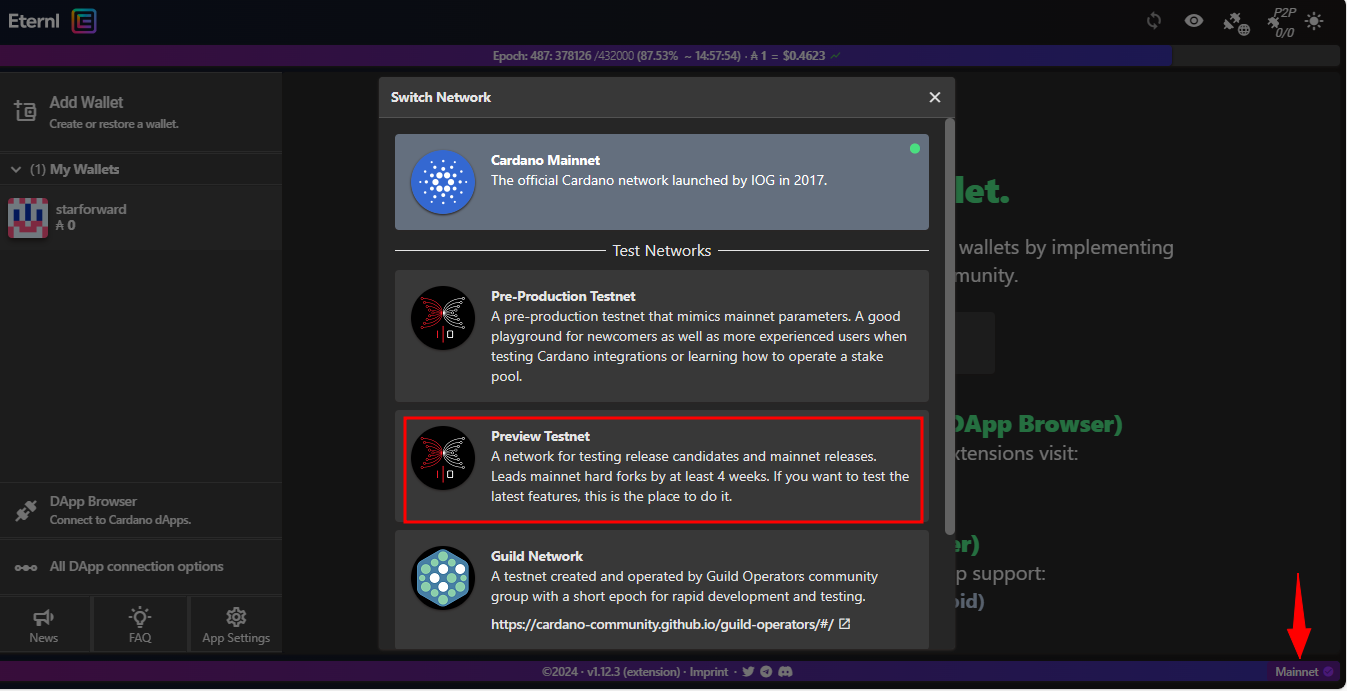 Eternl
P2P
0/0
Epoch: 487: 378126 /432000 (87.53% ~ 14:57:54) · ₳ 1 = $0.4623
Add Wallet
Create or restore a wallet.
(1) My Wallets
starforward
₳ 0
DApp Browser
Connect to Cardano dApps.
All DApp connection options
News
FAQ
App Settings
Switch Network
Cardano Mainnet
The official Cardano network launched by IOG in 2017.
Test Networks
Pre-Production Testnet
A pre-production testnet that mimics mainnet parameters. A good
playground for newcomers as well as more experienced users when
testing Cardano integrations or learning how to operate a stake
pool.
Preview Testnet
A network for testing release candidates and mainnet releases.
Leads mainnet hard forks by at least 4 weeks. If you want to test the
latest features, this is the place to do it.
Guild Network
A testnet created and operated by Guild Operators community
group with a short epoch for rapid development and testing.
https://cardano-community.github.io/guild-operators/#/
let.
wallets by implementing
munity.
DApp Browser)
xtensions visit:
er)
p support:
oid)
©2024 · v1.12.3 (extension) · Imprint ·
Mainnet